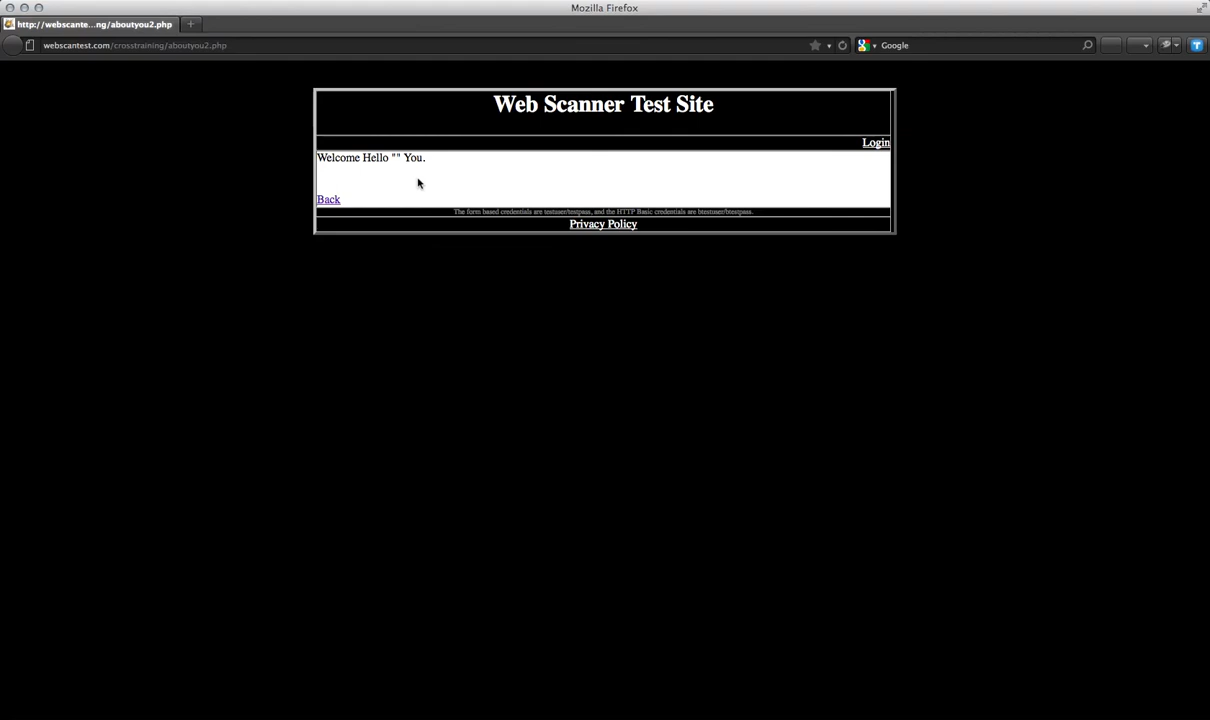 Mozilla Firefox
http://webscante...ng/aboutyou2.php
webscantest.com/crosstraining/aboutyou2.php
Google
Web Scanner Test Site
Login
Welcome Hello "" You.
Back
The form based credentials are testuser/testpass, and the HTTP Basic credentials are btestuser/btestpass.
Privacy Policy